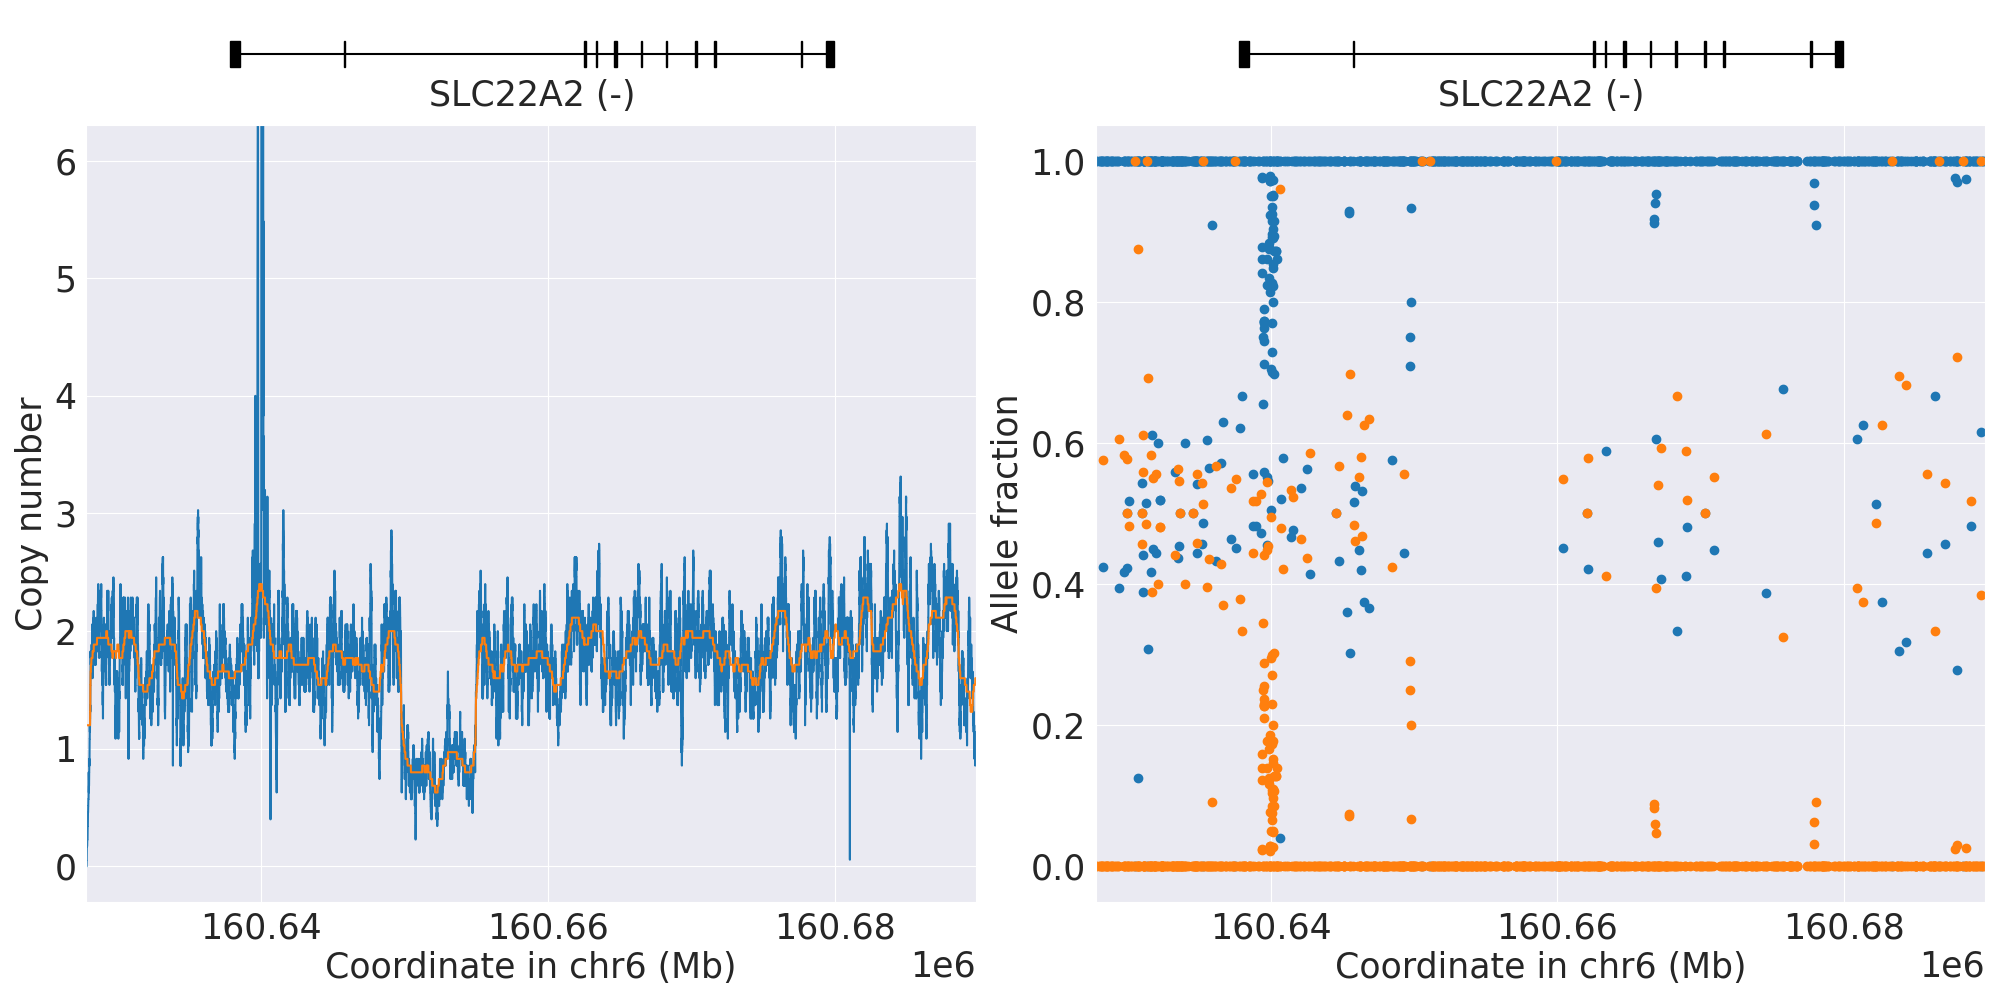 SLC22A2 (-)
Copy number
6
5
4
3
2
1
0
160.64 160.66 160.68
Coordinate in chr6 (Mb) 1e6
SLC22A2 (-)
Allele fraction
1.0
0.8
0.6
0.4
0.2
0.0
160.64 160.66 160.68
Coordinate in chr6 (Mb) 1e6